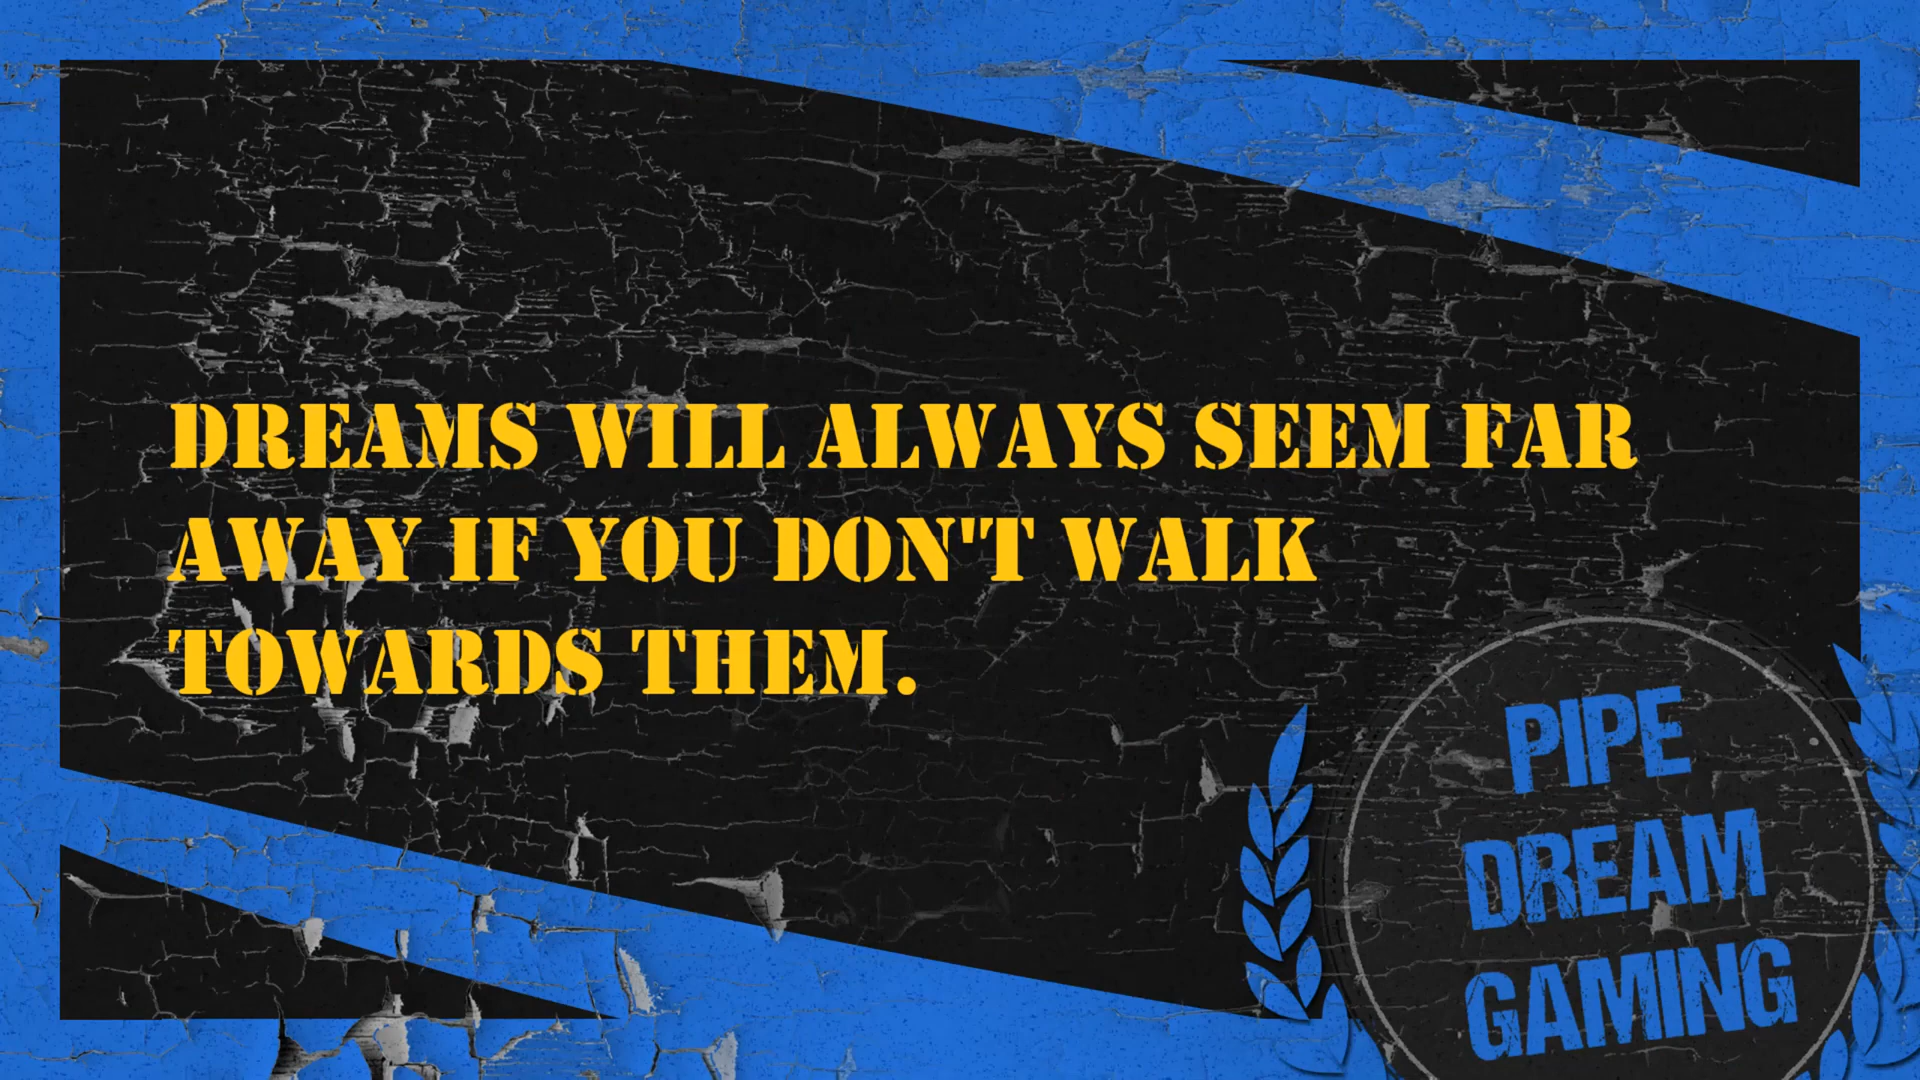 DREAMS WILL ALWAYS SEEM FAR
AWAY IF YOU DON'T WALK
TOWARDS THEM.
PIPE
DREAM
GAMING